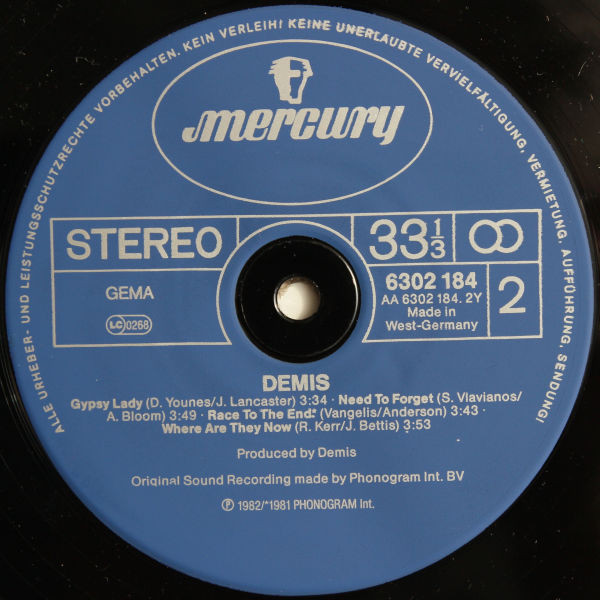 ALLE URHEBER- UND LEISTUNGSSCHUTZRECHTE VORBEHALTEN. KEIN VERLEIH! KEINE UNERLAUBTE VERVIELFÄLTIGUNG, VERMIETUNG, AUFFÜHRUNG, SENDUNG!
mercury
STEREO
33 1/3
GEMA
LC 0268
6302 184
AA 6302 184. 2Y
Made in
West-Germany
2
DEMIS
Gypsy Lady (D. Younes/J. Lancaster) 3:34 · Need To Forget (S. Vlavianos/
A. Bloom) 3:49 · Race To The End* (Vangelis/Anderson) 3:43 ·
Where Are They Now (R. Kerr/J. Bettis) 3:53
Produced by Demis
Original Sound Recording made by Phonogram Int. BV
℗ 1982/*1981 PHONOGRAM Int.